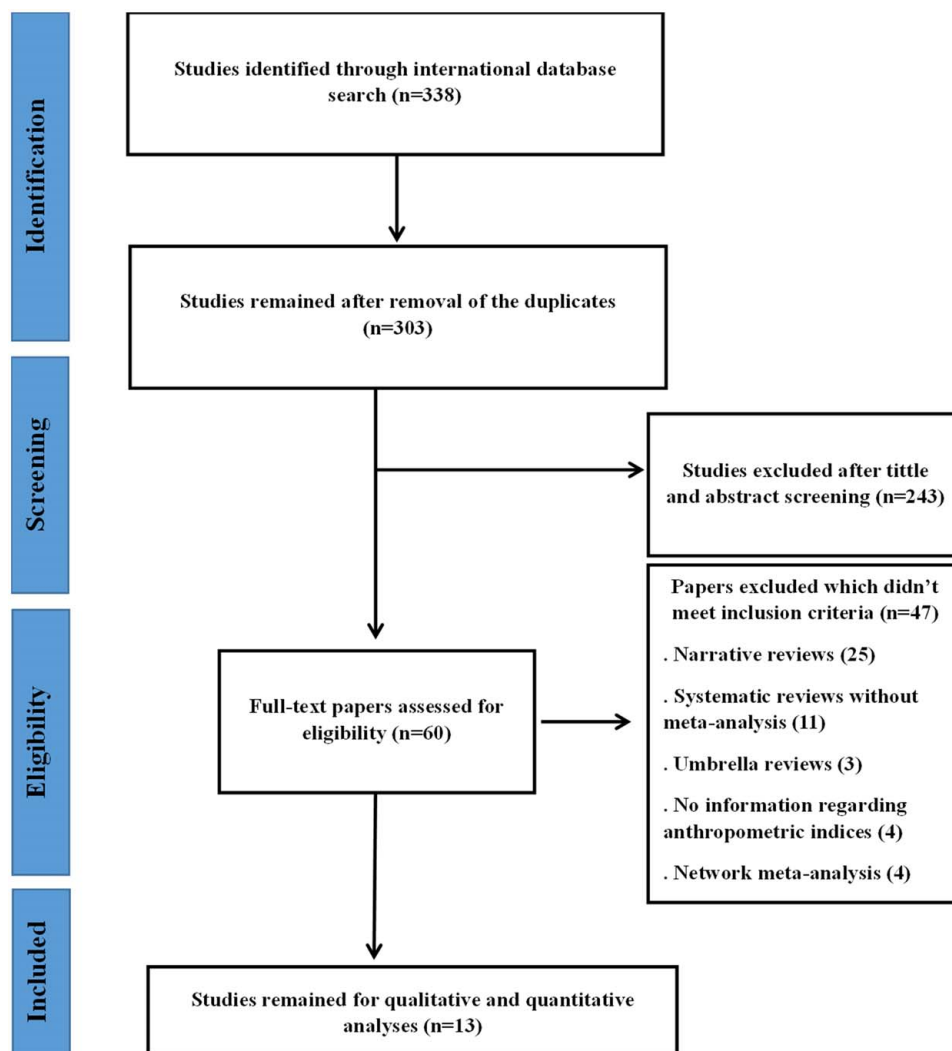 Identification
Studies identified through international database
search (n=338)
Studies remained after removal of the duplicates
(n=303)
Screening
Studies excluded after tittle
and abstract screening (n=243)
Eligibility
Full-text papers assessed for
eligibility (n=60)
Papers excluded which didn't
meet inclusion criteria (n=47)
. Narrative reviews (25)
. Systematic reviews without
meta-analysis (11)
. Umbrella reviews (3)
. No information regarding
anthropometric indices (4)
. Network meta-analysis (4)
Included
Studies remained for qualitative and quantitative
analyses (n=13)